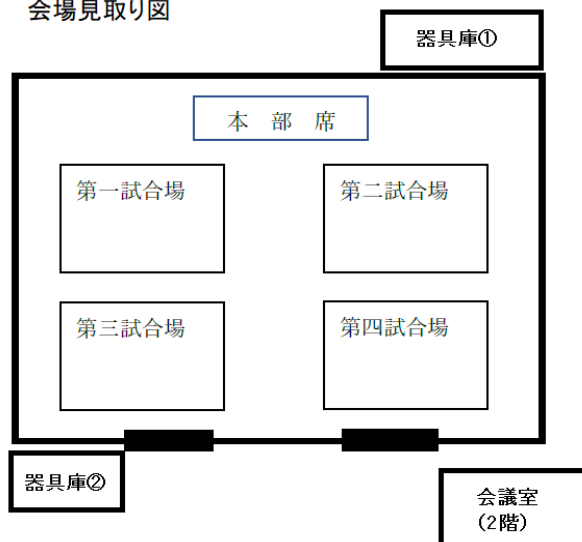 会場見取り図
器具庫①
本 部 席
第一試合場
第二試合場
第三試合場
第四試合場
器具庫②
会議室
(2階)